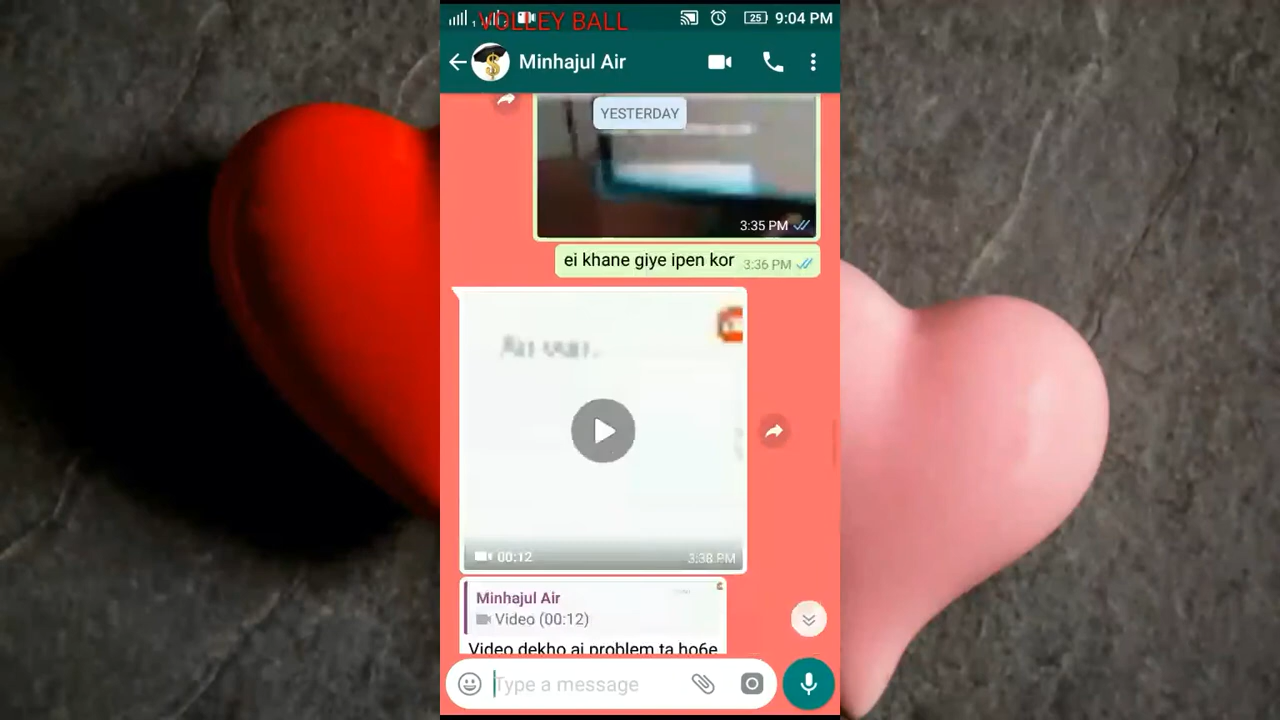 VOLLEY BALL
25 9:04 PM
Minhajul Air
YESTERDAY
3:35 PM
ei khane giye ipen kor 3:36 PM
00:12 3:38 PM
Minhajul Air
Video (00:12)
Video dekho ai problem ta ho6e
Type a message